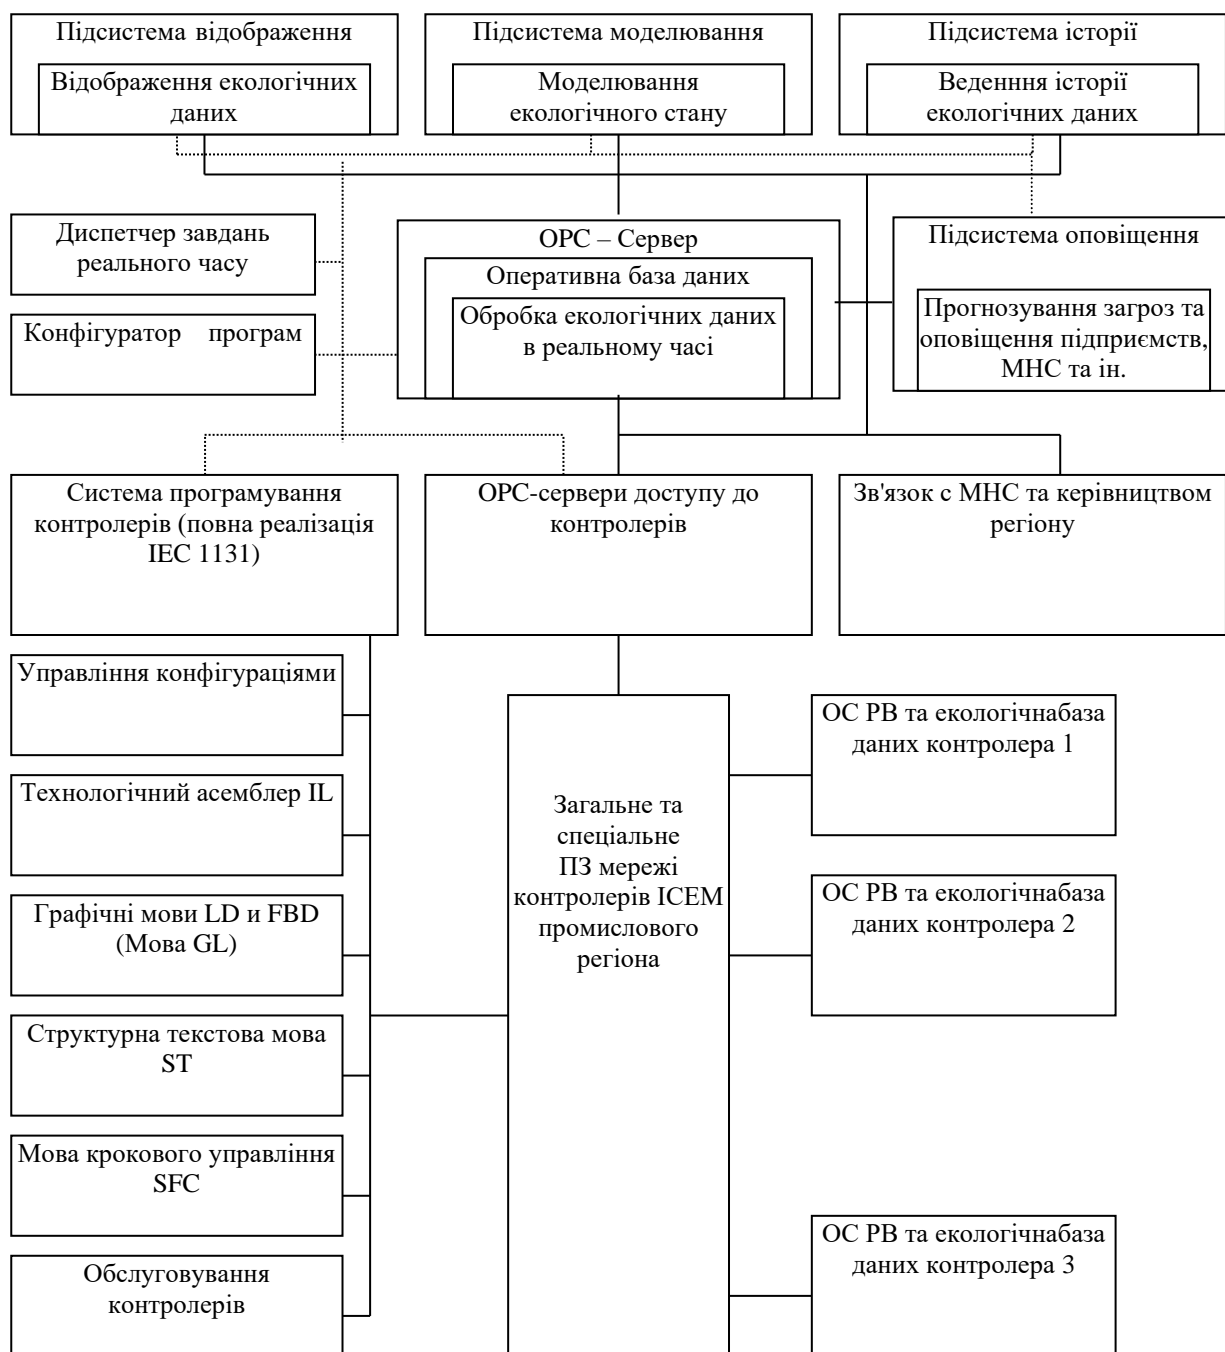 Підсистема відображення
Відображення екологічних
даних
Підсистема моделювання
Моделювання
екологічного стану
Підсистема історії
Веденння історії
екологічних даних
Диспетчер завдань
реального часу
Конфігуратор програм
ОРС – Сервер
Оперативна база даних
Обробка екологічних даних
в реальному часі
Підсистема оповіщення
Прогнозування загроз та
оповіщення підприємств,
МНС та ін.
Система програмування
контролерів (повна реалізація
IEC 1131)
ОРС-сервери доступу до
контролерів
Зв'язок с МНС та керівництвом
регіону
Управління конфігураціями
Технологічний асемблер IL
Графічні мови LD и FBD
(Мова GL)
Структурна текстова мова
ST
Мова крокового управління
SFC
Обслуговування
контролерів
Загальне та
спеціальне
ПЗ мережі
контролерів ІСЕМ
промислового
регіона
ОС РВ та екологічнабаза
даних контролера 1
ОС РВ та екологічнабаза
даних контролера 2
ОС РВ та екологічнабаза
даних контролера 3